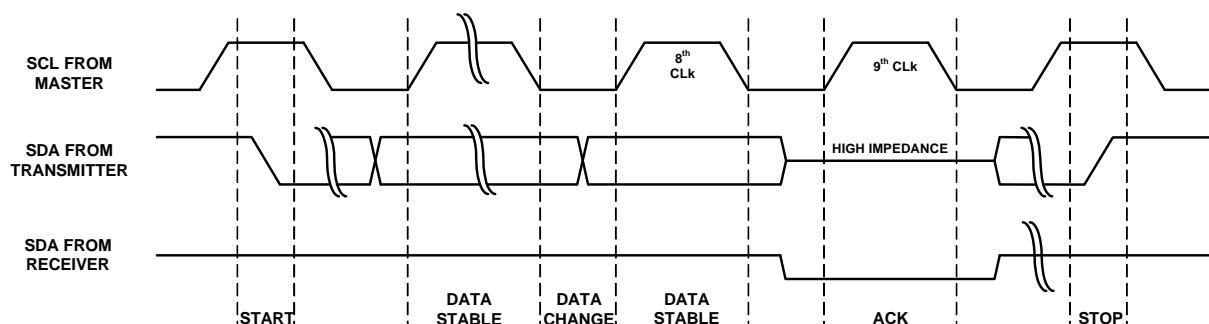 SCL FROM
MASTER
8th
CLk
9th CLk
SDA FROM
TRANSMITTER
HIGH IMPEDANCE
SDA FROM
RECEIVER
START
DATA
STABLE
DATA
CHANGE
DATA
STABLE
ACK
STOP